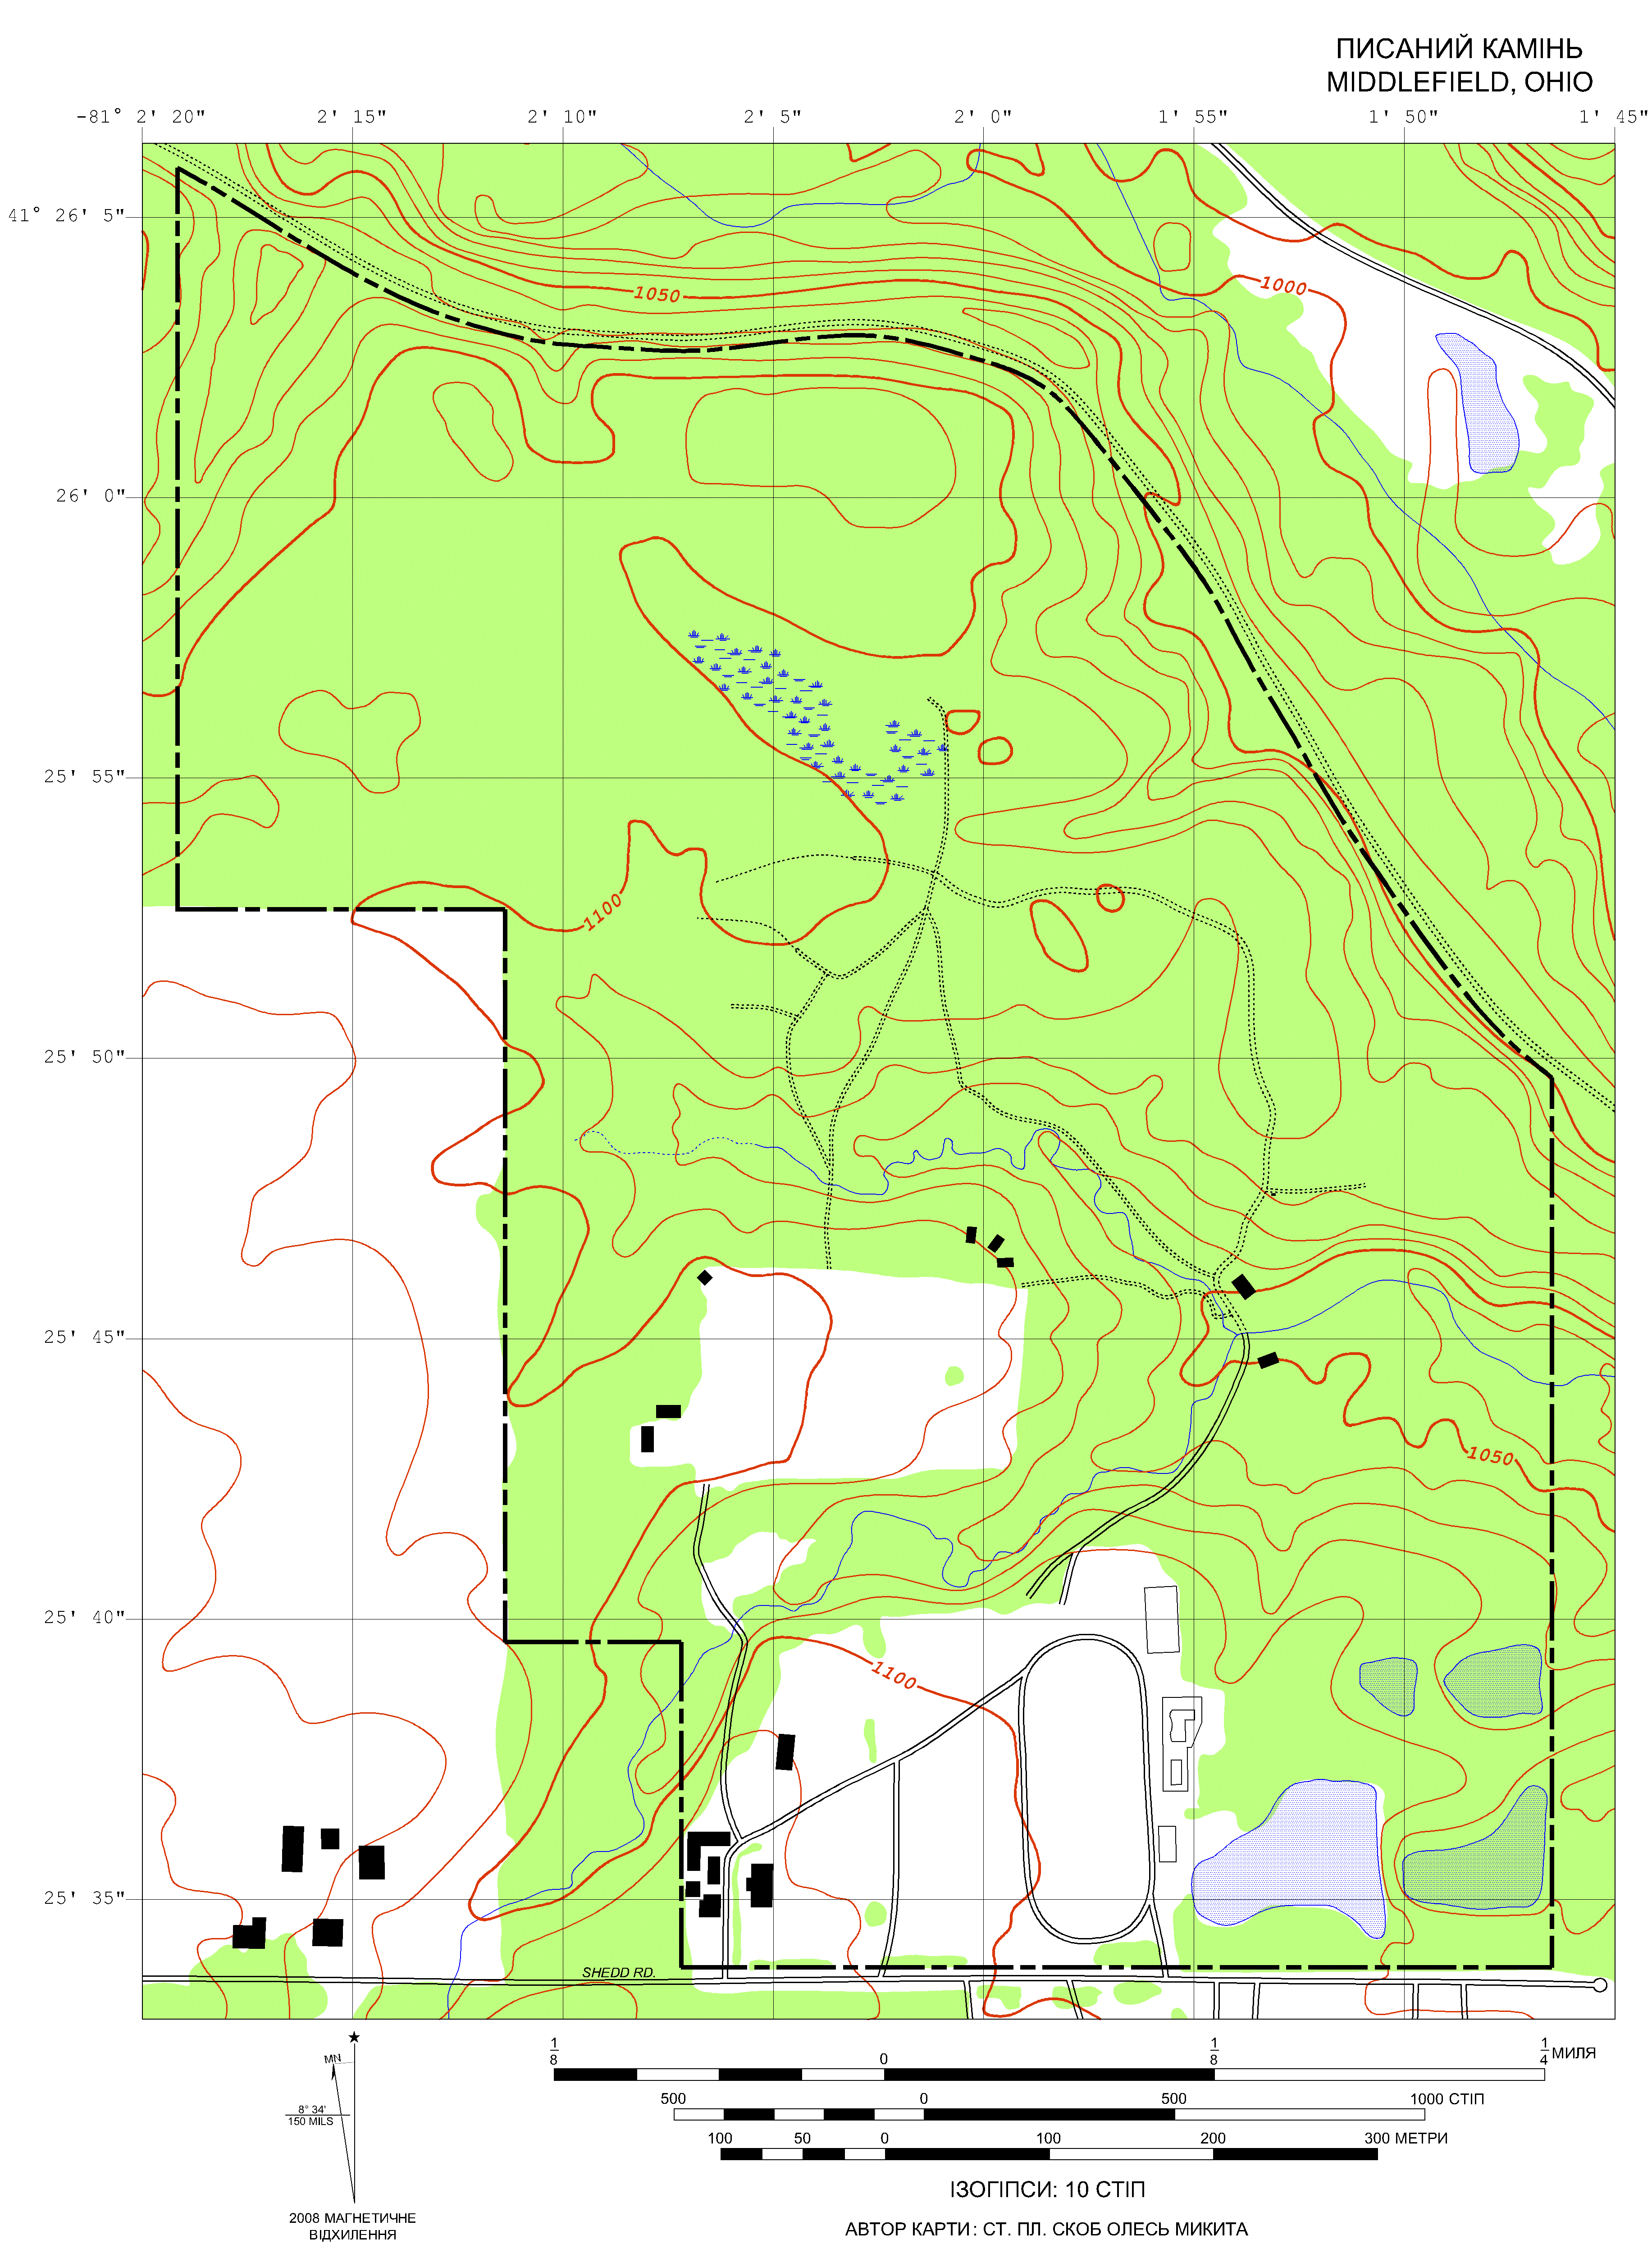 ПИСАНИЙ КАМІНЬ
MIDDLEFIELD, OHIO
-81° 2' 20" 2' 15" 2' 10" 2' 5" 2' 0" 1' 55" 1' 50" 1' 45"
41° 26' 5"
1050
1000
26' 0"
25' 55"
1100
25' 50"
25' 45"
1050
25' 40"
1100
25' 35"
SHEDD RD.
1/8 0 1/8 1/4 МИЛЯ
MN
500 0 500 1000 СТІП
8° 34'
150 MILS
100 50 0 100 200 300 МЕТРИ
ІЗОГІПСИ: 10 СТІП
2008 МАГНЕТИЧНЕ
ВІДХИЛЕННЯ
АВТОР КАРТИ: СТ. ПЛ. СКОБ ОЛЕСЬ МИКИТА